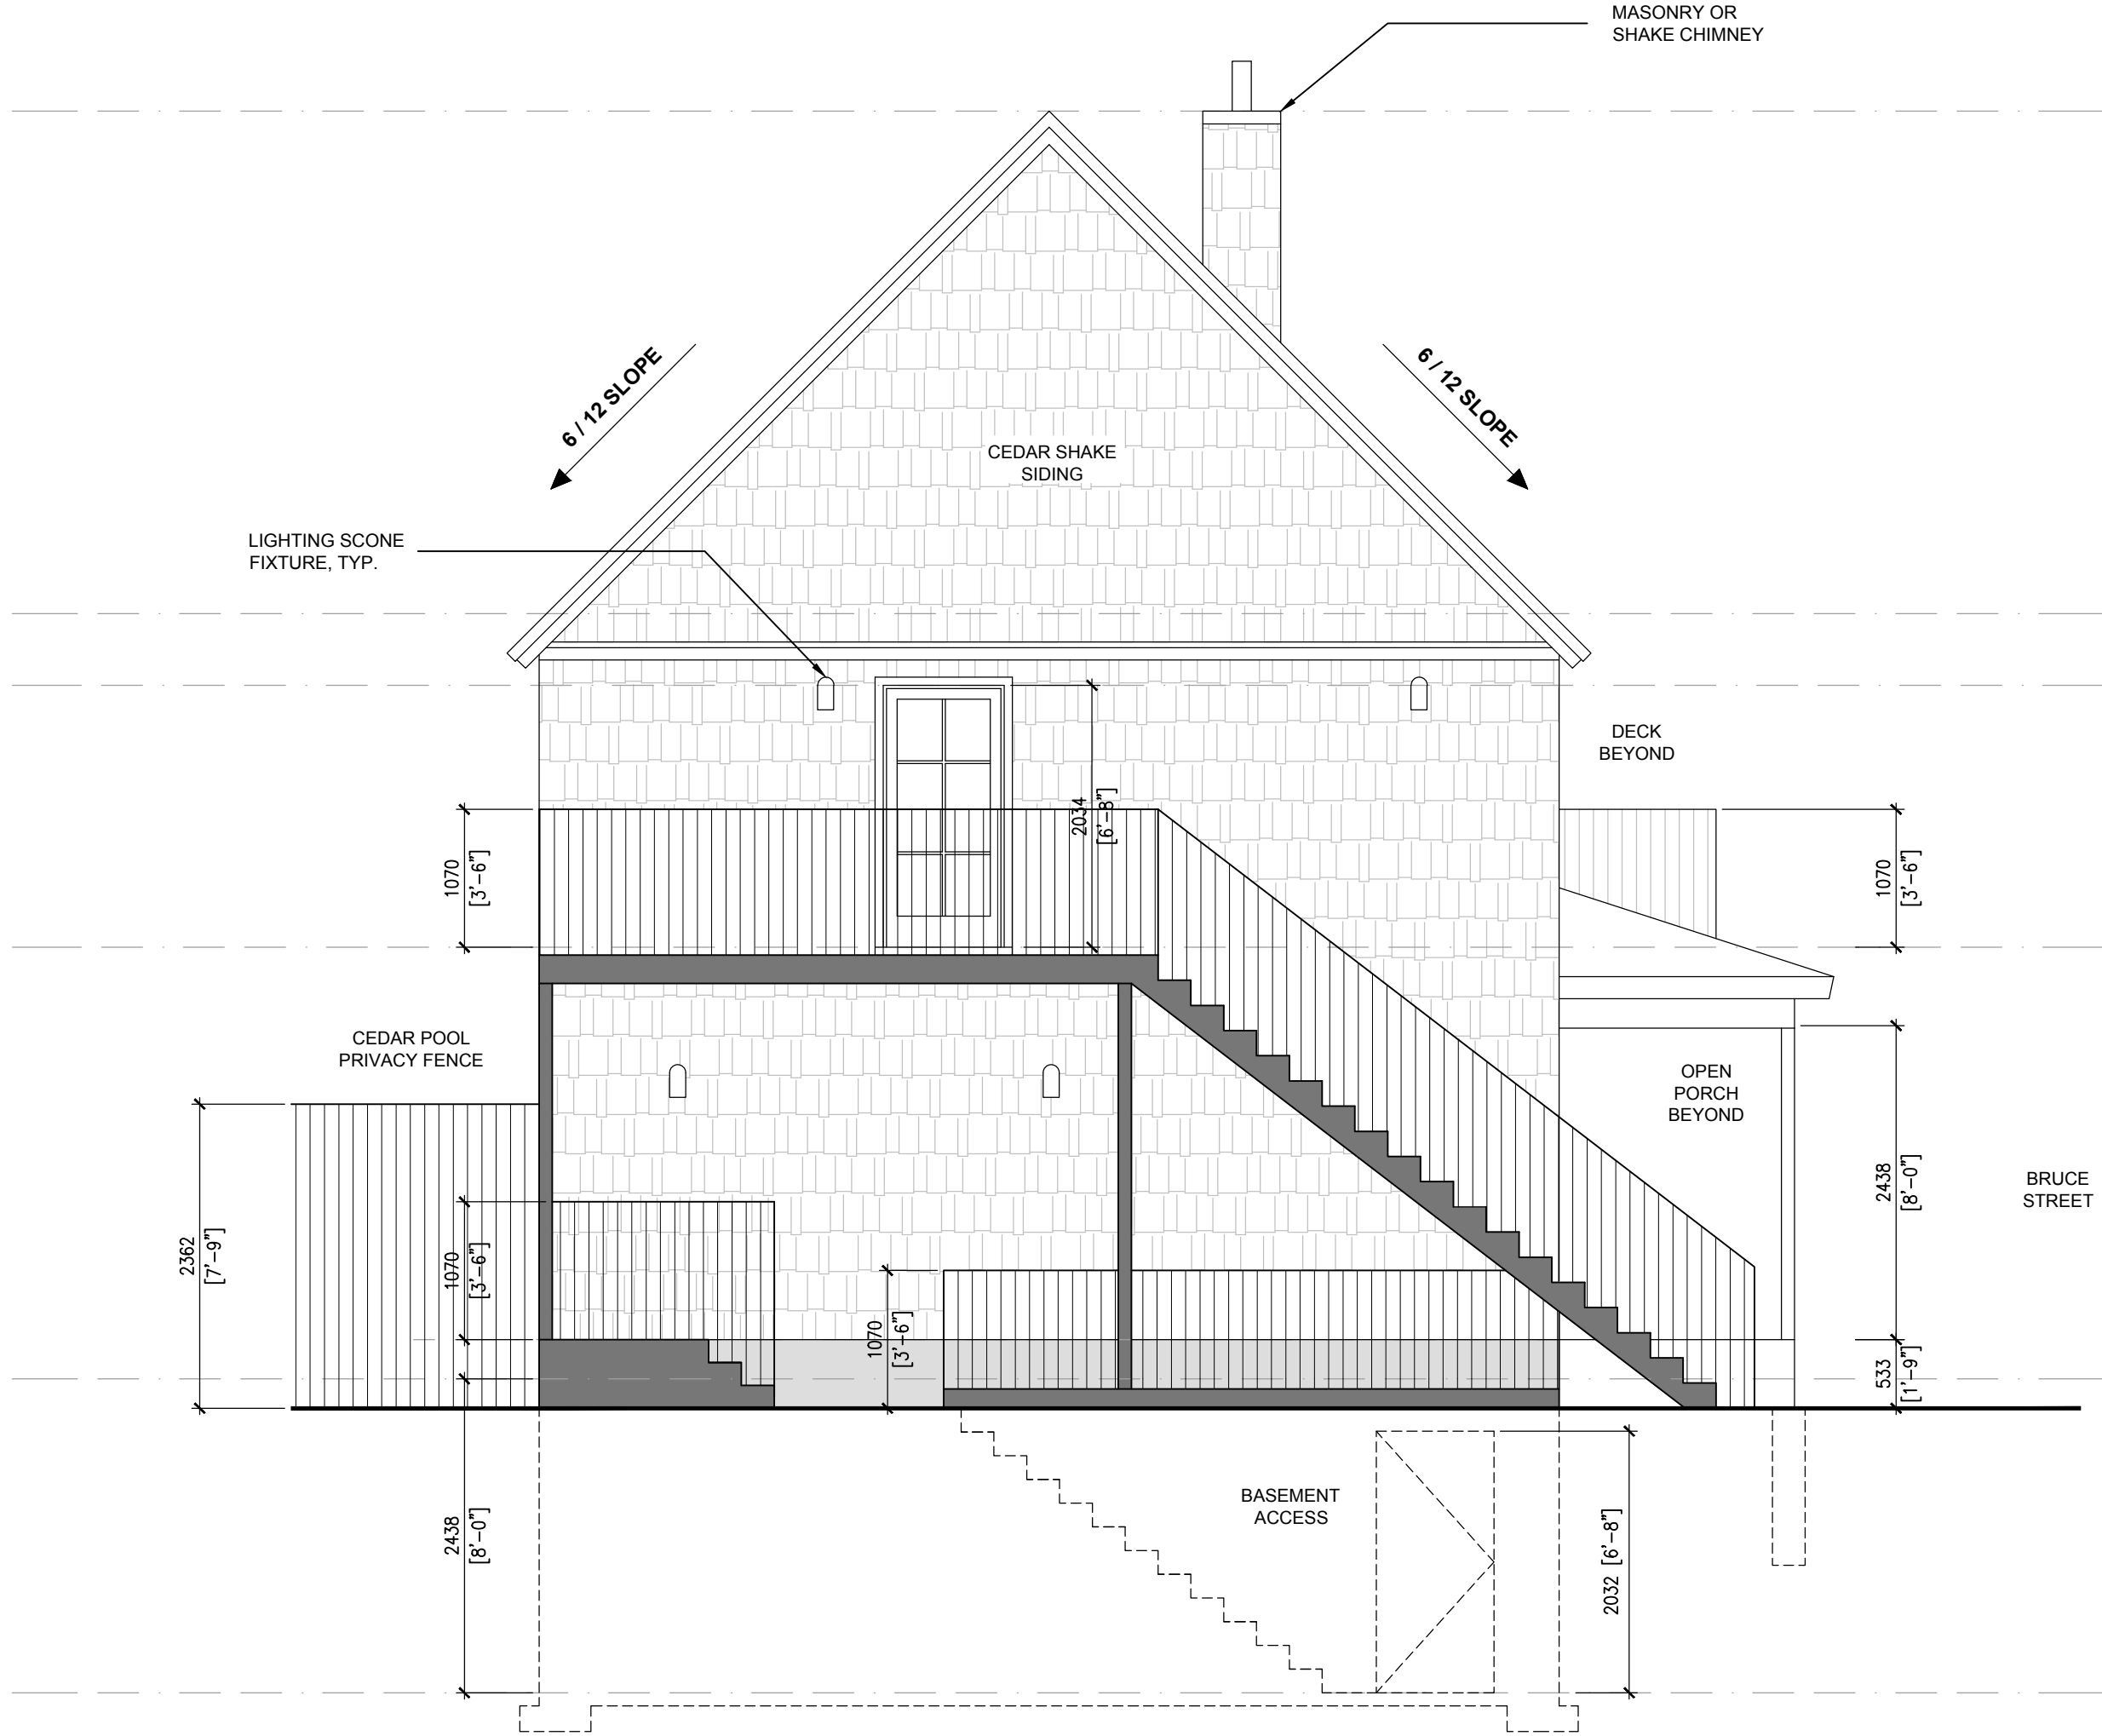 MASONRY OR
SHAKE CHIMNEY
6 / 12 SLOPE
6 / 12 SLOPE
CEDAR SHAKE
SIDING
LIGHTING SCONE
FIXTURE, TYP.
DECK
BEYOND
2034
[6'-8"]
1070
[3'-6"]
1070
[3'-6"]
CEDAR POOL
PRIVACY FENCE
OPEN
PORCH
BEYOND
2438
[8'-0"]
BRUCE
STREET
2362
[7'-9"]
1070
[3'-6"]
1070
[3'-6"]
533
[1'-9"]
2438
[8'-0"]
BASEMENT
ACCESS
2032 [6'-8"]